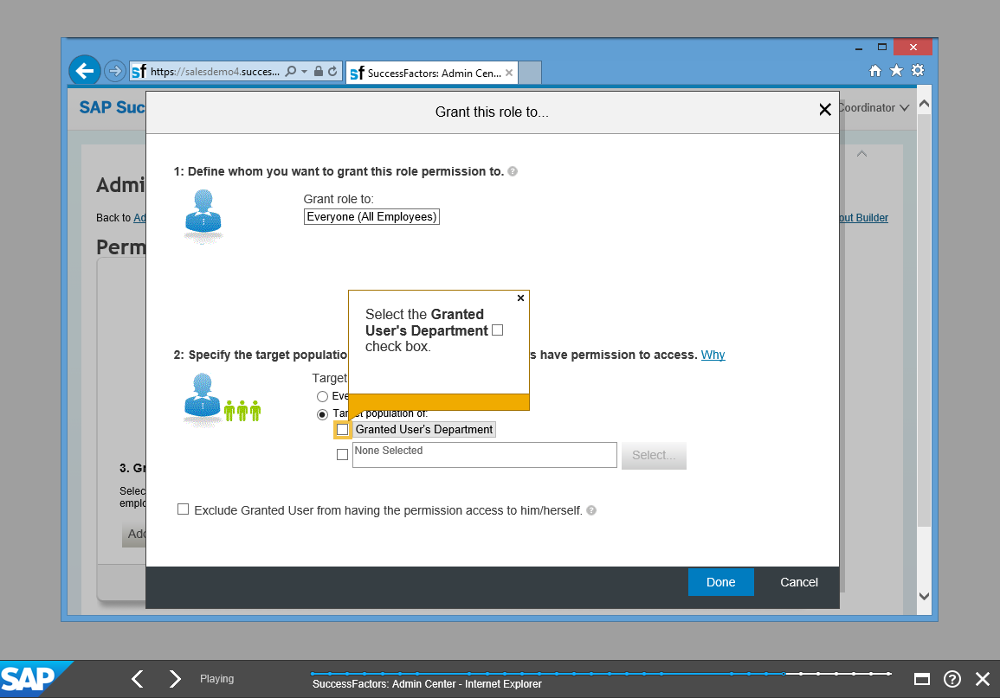 sf https://salesdemo4.succes...
sf SuccessFactors: Admin Cen...
SAP Suc
Coordinator
Grant this role to...
Admi
Back to Ad
out Builder
Perm
1: Define whom you want to grant this role permission to. ?
Grant role to:
Everyone (All Employees)
Select the Granted
User's Department
check box.
2: Specify the target populatio
s have permission to access. Why
Target
Eve
Target population of:
Granted User's Department
None Selected
Select...
3. Gr
Selec
emplo
Add
Exclude Granted User from having the permission access to him/herself. ?
Done
Cancel
SAP
Playing
SuccessFactors: Admin Center - Internet Explorer
?